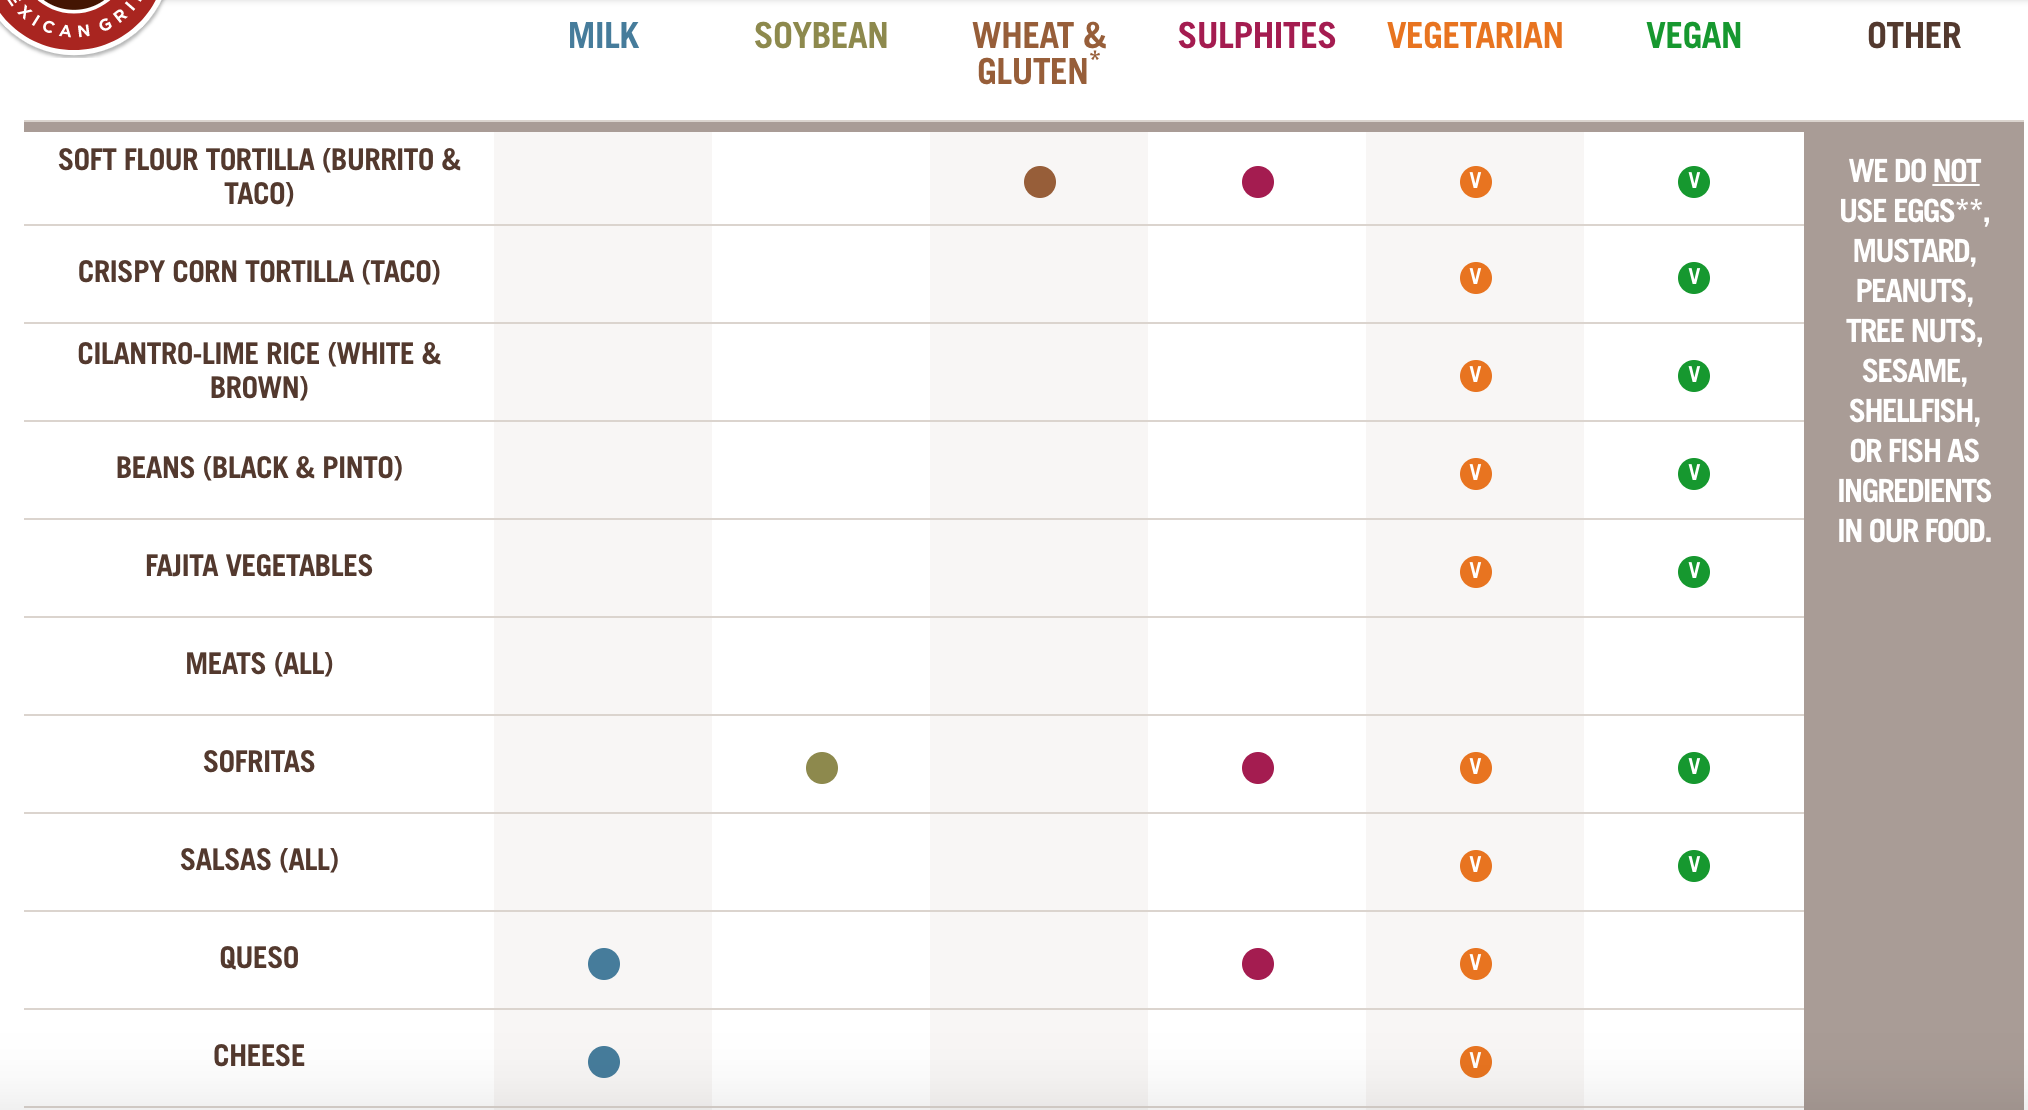 EXICAN GRIL
MILK
SOYBEAN
WHEAT &
GLUTEN*
SULPHITES
VEGETARIAN
VEGAN
OTHER
SOFT FLOUR TORTILLA (BURRITO &
TACO)
V
V
CRISPY CORN TORTILLA (TACO)
V
V
CILANTRO-LIME RICE (WHITE &
BROWN)
V
V
BEANS (BLACK & PINTO)
V
V
FAJITA VEGETABLES
V
V
MEATS (ALL)
SOFRITAS
V
V
SALSAS (ALL)
V
V
QUESO
V
CHEESE
V
WE DO NOT
USE EGGS**,
MUSTARD,
PEANUTS,
TREE NUTS,
SESAME,
SHELLFISH,
OR FISH AS
INGREDIENTS
IN OUR FOOD.